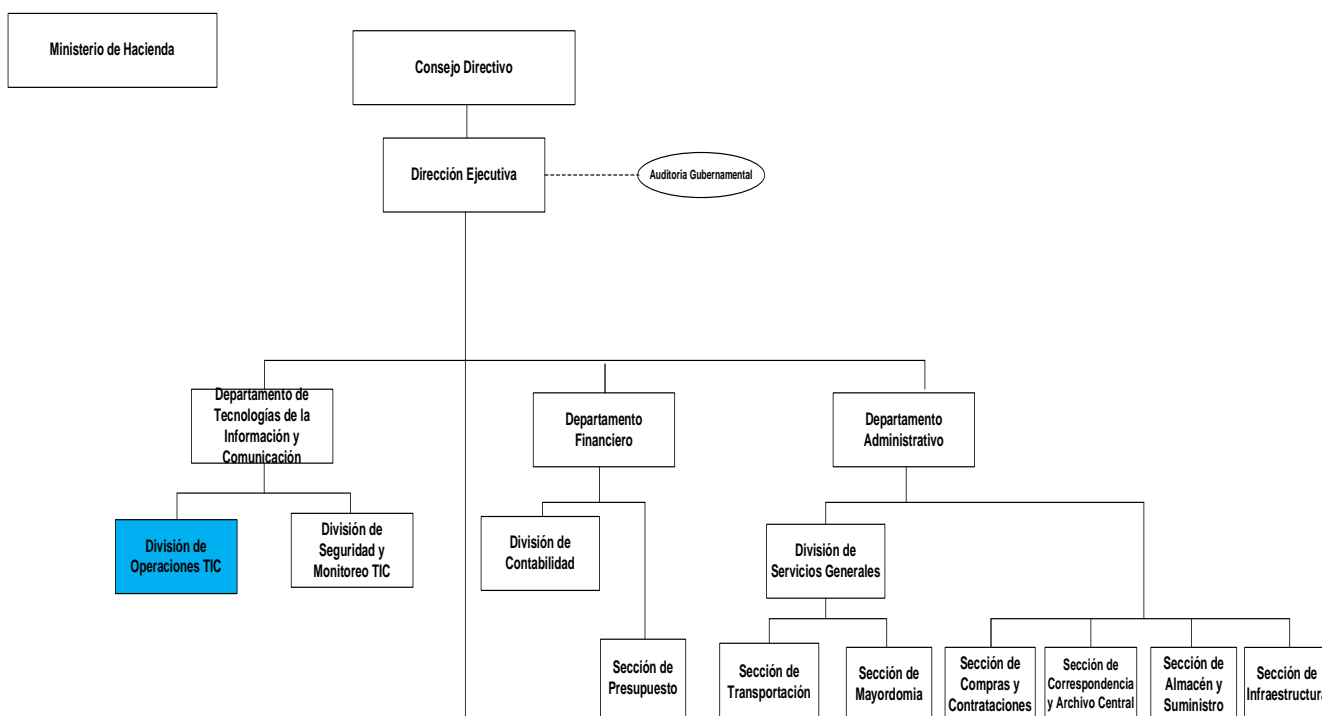 Ministerio de Hacienda
Consejo Directivo
Dirección Ejecutiva
Auditoria Gubernamental
Departamento de
Tecnologías de la
Información y
Comunicación
Departamento
Financiero
Departamento
Administrativo
División de
Operaciones TIC
División de
Seguridad y
Monitoreo TIC
División de
Contabilidad
División de
Servicios Generales
Sección de
Presupuesto
Sección de
Transportación
Sección de
Mayordomia
Sección de
Compras y
Contrataciones
Sección de
Correspondencia
y Archivo Central
Sección de
Almacén y
Suministro
Sección de
Infraestructura